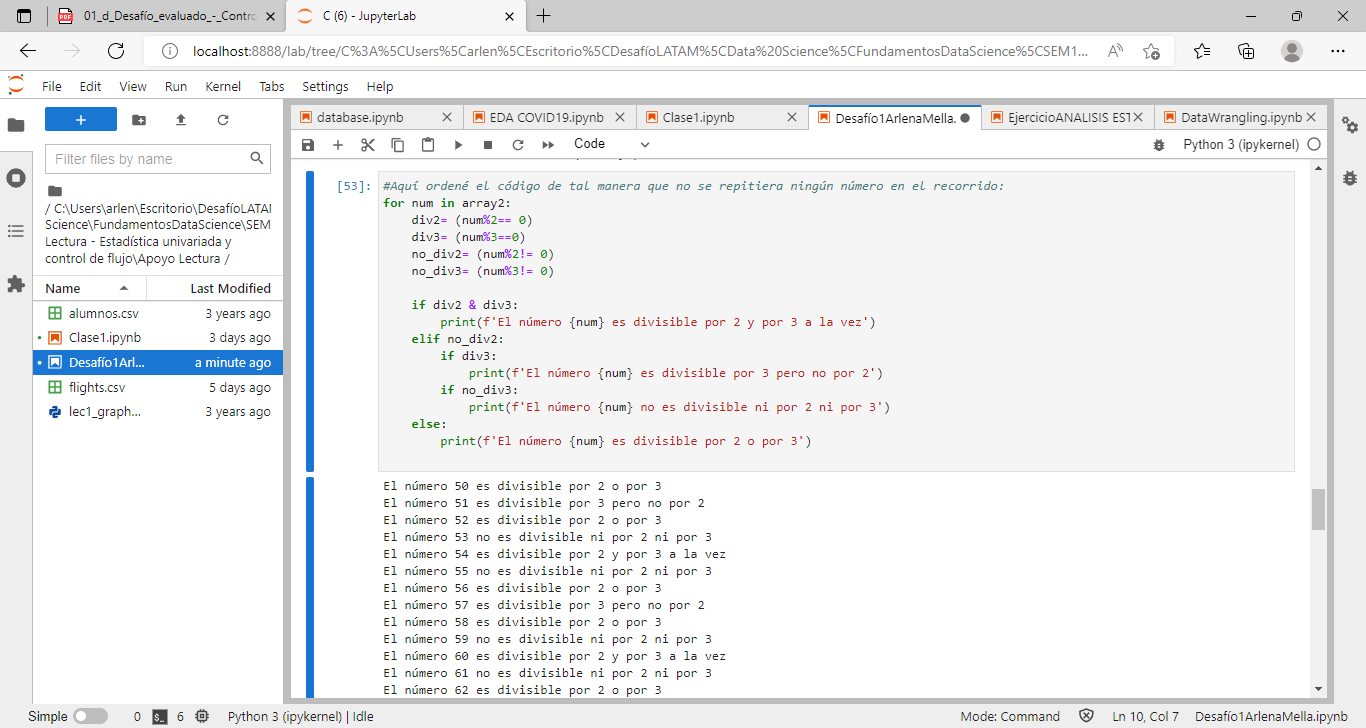 01_d_Desafío_evaluado_-_Contro
C (6) - JupyterLab
localhost:8888/lab/tree/C%3A%5CUsers%5Carlen%5CEscritorio%5CDesafíoLATAM%5CData%20Science%5CFundamentosDataScience%5CSEM1...
File Edit View Run Kernel Tabs Settings Help
database.ipynb
EDA COVID19.ipynb
Clase1.ipynb
Desafío1ArlenaMella.
EjercicioANALISIS EST
DataWrangling.ipynb
Code
Python 3 (ipykernel)
Filter files by name
/ C:\Users\arlen\Escritorio\DesafíoLATAM
Science\FundamentosDataScience\SEM
Lectura - Estadística univariada y
control de flujo\Apoyo Lectura /
Name Last Modified
alumnos.csv 3 years ago
Clase1.ipynb 3 days ago
Desafío1Arl... a minute ago
flights.csv 5 days ago
lec1_graph... 3 years ago
[53]:
#Aquí ordené el código de tal manera que no se repitiera ningún número en el recorrido:
for num in array2:
div2= (num%2== 0)
div3= (num%3==0)
no_div2= (num%2!= 0)
no_div3= (num%3!= 0)
if div2 & div3:
print(f'El número {num} es divisible por 2 y por 3 a la vez')
elif no_div2:
if div3:
print(f'El número {num} es divisible por 3 pero no por 2')
if no_div3:
print(f'El número {num} no es divisible ni por 2 ni por 3')
else:
print(f'El número {num} es divisible por 2 o por 3')
El número 50 es divisible por 2 o por 3
El número 51 es divisible por 3 pero no por 2
El número 52 es divisible por 2 o por 3
El número 53 no es divisible ni por 2 ni por 3
El número 54 es divisible por 2 y por 3 a la vez
El número 55 no es divisible ni por 2 ni por 3
El número 56 es divisible por 2 o por 3
El número 57 es divisible por 3 pero no por 2
El número 58 es divisible por 2 o por 3
El número 59 no es divisible ni por 2 ni por 3
El número 60 es divisible por 2 y por 3 a la vez
El número 61 no es divisible ni por 2 ni por 3
El número 62 es divisible por 2 o por 3
Simple 0 6 Python 3 (ipykernel) | Idle
Mode: Command Ln 10, Col 7 Desafío1ArlenaMella.ipynb